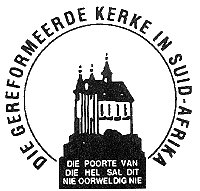 DIE GEREFORMEERDE KERKE IN SUID-AFRIKA
DIE POORTE VAN
DIE HEL SAL DIT
NIE OORWELDIG NIE